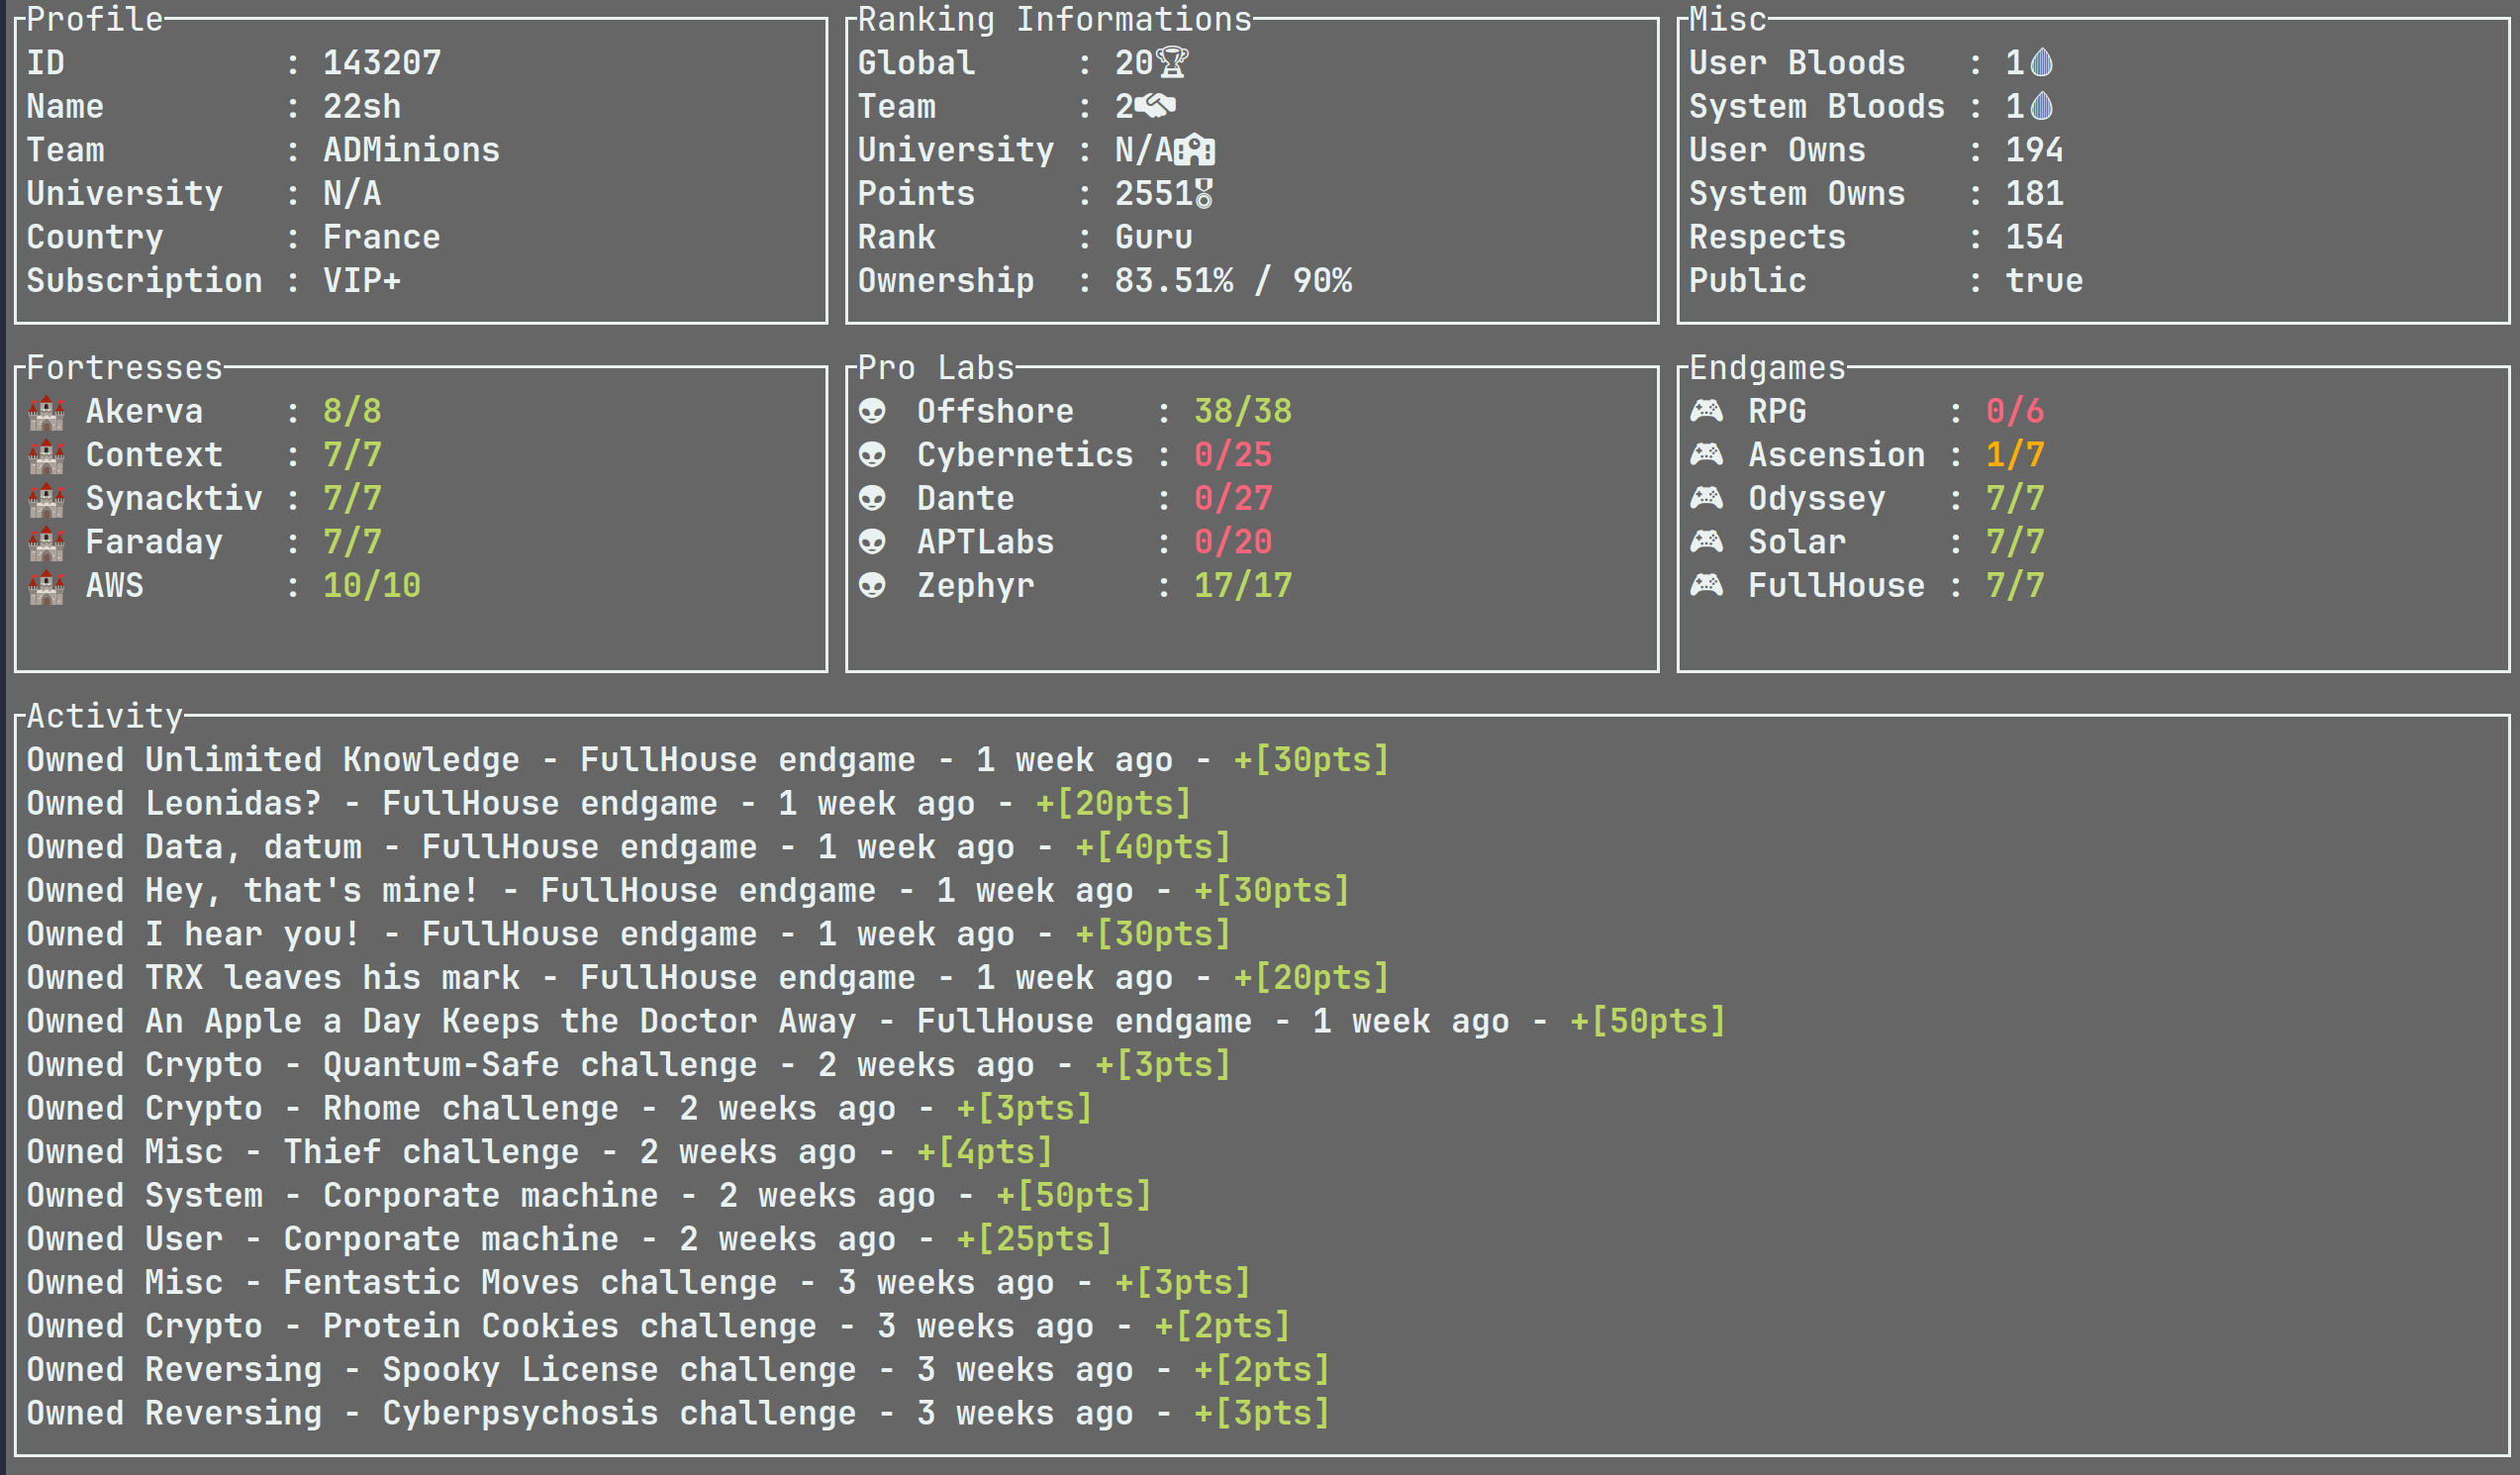 Profile
ID : 143207
Name : 22sh
Team : ADMinions
University : N/A
Country : France
Subscription : VIP+
Ranking Informations
Global : 20
Team : 2
University : N/A
Points : 2551
Rank : Guru
Ownership : 83.51% / 90%
Misc
User Bloods : 1
System Bloods : 1
User Owns : 194
System Owns : 181
Respects : 154
Public : true
Fortresses
Akerva : 8/8
Context : 7/7
Synacktiv : 7/7
Faraday : 7/7
AWS : 10/10
Pro Labs
Offshore : 38/38
Cybernetics : 0/25
Dante : 0/27
APTLabs : 0/20
Zephyr : 17/17
Endgames
RPG : 0/6
Ascension : 1/7
Odyssey : 7/7
Solar : 7/7
FullHouse : 7/7
Activity
Owned Unlimited Knowledge - FullHouse endgame - 1 week ago - +[30pts]
Owned Leonidas? - FullHouse endgame - 1 week ago - +[20pts]
Owned Data, datum - FullHouse endgame - 1 week ago - +[40pts]
Owned Hey, that's mine! - FullHouse endgame - 1 week ago - +[30pts]
Owned I hear you! - FullHouse endgame - 1 week ago - +[30pts]
Owned TRX leaves his mark - FullHouse endgame - 1 week ago - +[20pts]
Owned An Apple a Day Keeps the Doctor Away - FullHouse endgame - 1 week ago - +[50pts]
Owned Crypto - Quantum-Safe challenge - 2 weeks ago - +[3pts]
Owned Crypto - Rhome challenge - 2 weeks ago - +[3pts]
Owned Misc - Thief challenge - 2 weeks ago - +[4pts]
Owned System - Corporate machine - 2 weeks ago - +[50pts]
Owned User - Corporate machine - 2 weeks ago - +[25pts]
Owned Misc - Fentastic Moves challenge - 3 weeks ago - +[3pts]
Owned Crypto - Protein Cookies challenge - 3 weeks ago - +[2pts]
Owned Reversing - Spooky License challenge - 3 weeks ago - +[2pts]
Owned Reversing - Cyberpsychosis challenge - 3 weeks ago - +[3pts]